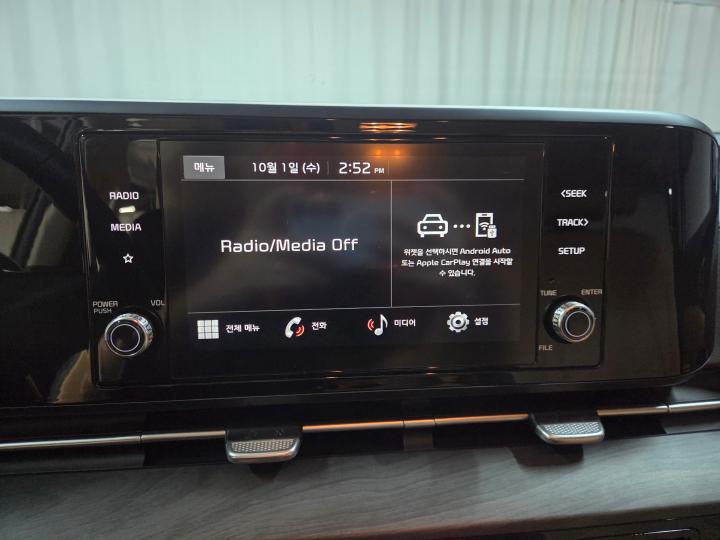 메뉴 10월 1일 (수) 2:52 PM
RADIO
MEDIA
☆
POWER
PUSH
VOL
Radio/Media Off
위젯을 선택하시면 Android Auto
또는 Apple CarPlay 연결을 시작할
수 있습니다.
전체 메뉴 전화 미디어 설정
<SEEK
TRACK>
SETUP
TUNE
ENTER
FILE